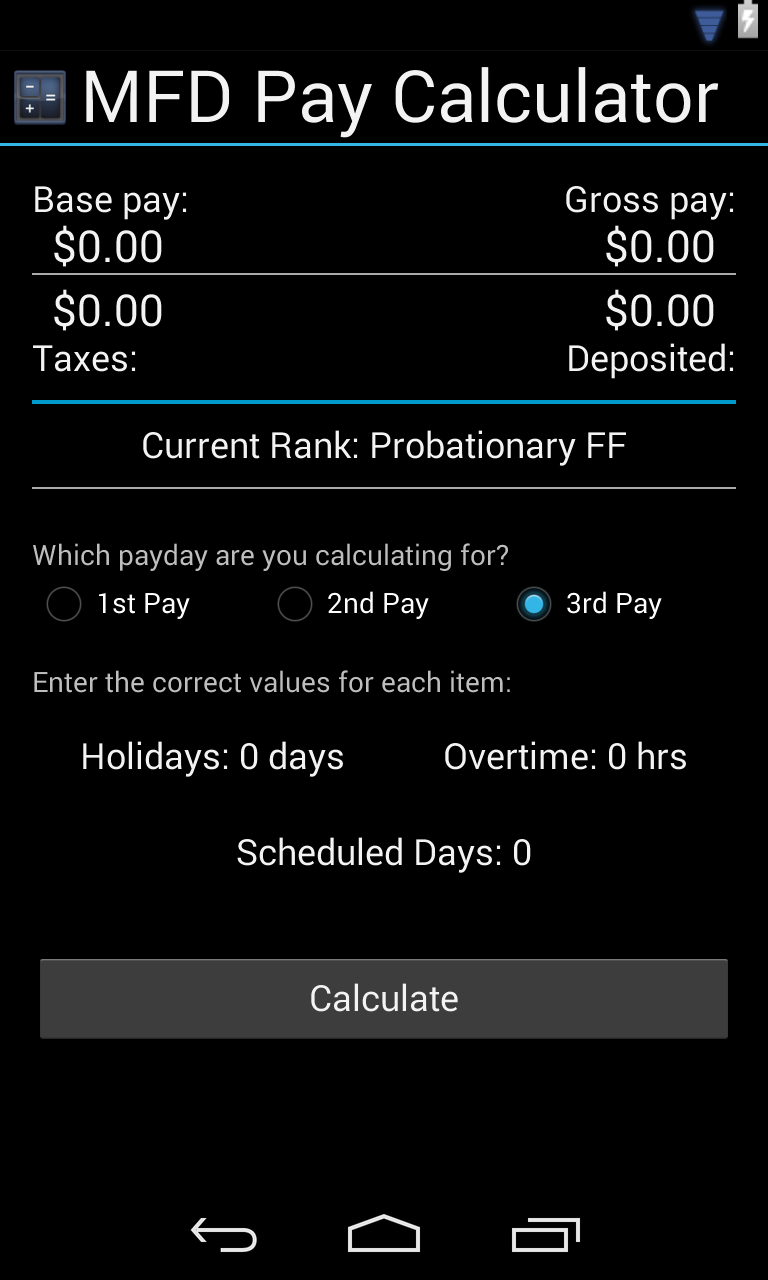 MFD Pay Calculator
Base pay: Gross pay:
$0.00 $0.00
$0.00 $0.00
Taxes: Deposited:
Current Rank: Probationary FF
Which payday are you calculating for?
1st Pay 2nd Pay 3rd Pay
Enter the correct values for each item:
Holidays: 0 days Overtime: 0 hrs
Scheduled Days: 0
Calculate